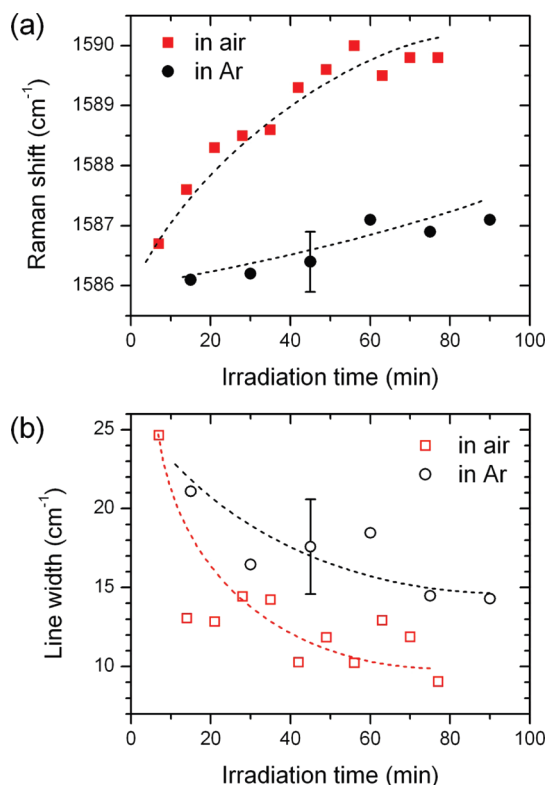 (a)
in air
in Ar
Raman shift (cm⁻¹)
1590
1589
1588
1587
1586
0 20 40 60 80 100
Irradiation time (min)
(b)
in air
in Ar
Line width (cm⁻¹)
25
20
15
10
0 20 40 60 80 100
Irradiation time (min)